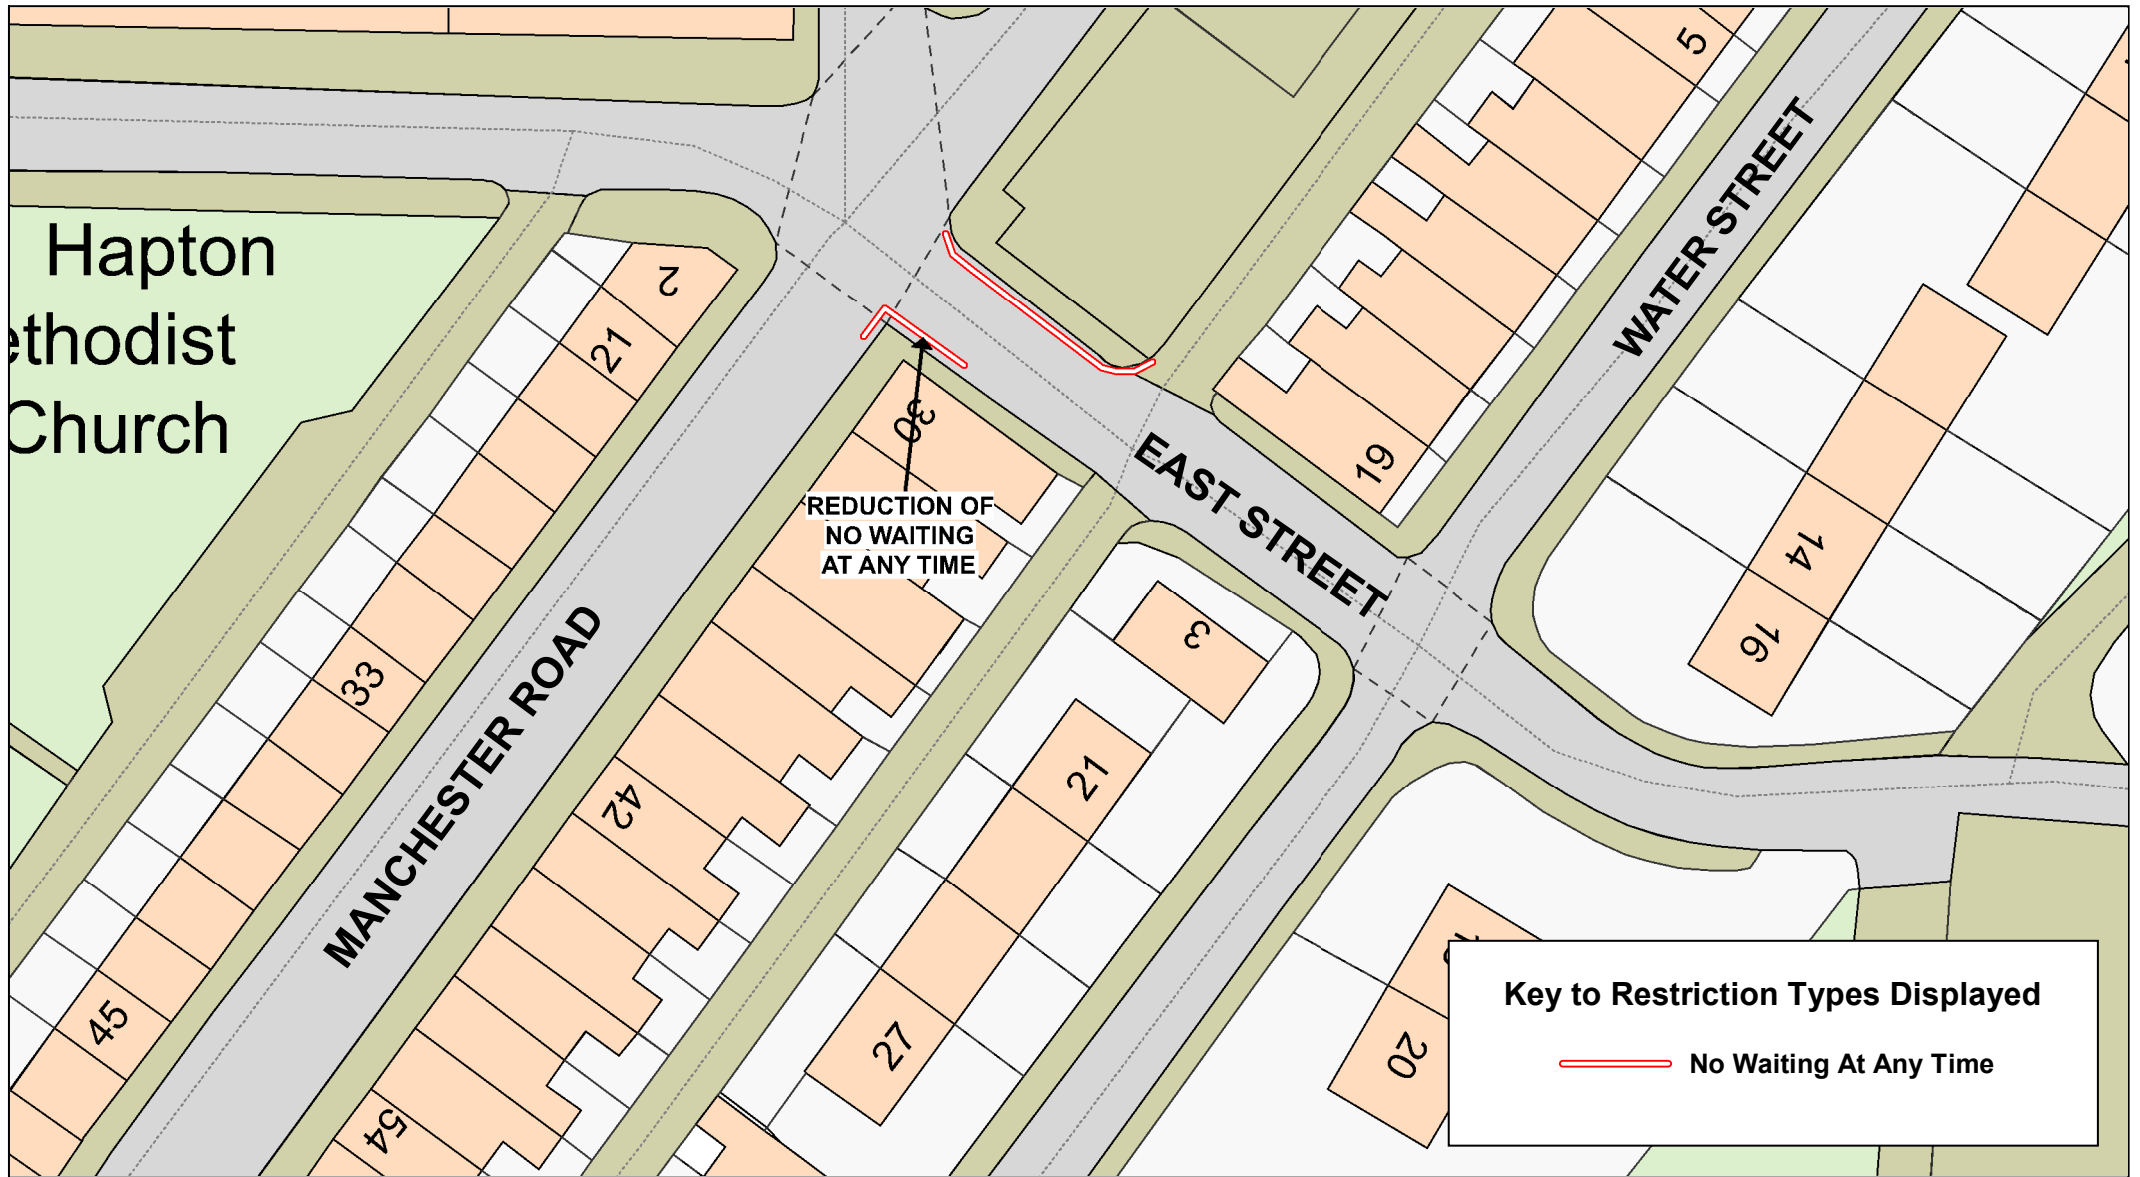 5
WATER STREET
Hapton
ethodist
Church
2
21
30
19
EAST STREET
REDUCTION OF
NO WAITING
AT ANY TIME
14
16
3
33
MANCHESTER ROAD
42
21
45
27
54
20
Key to Restriction Types Displayed
No Waiting At Any Time